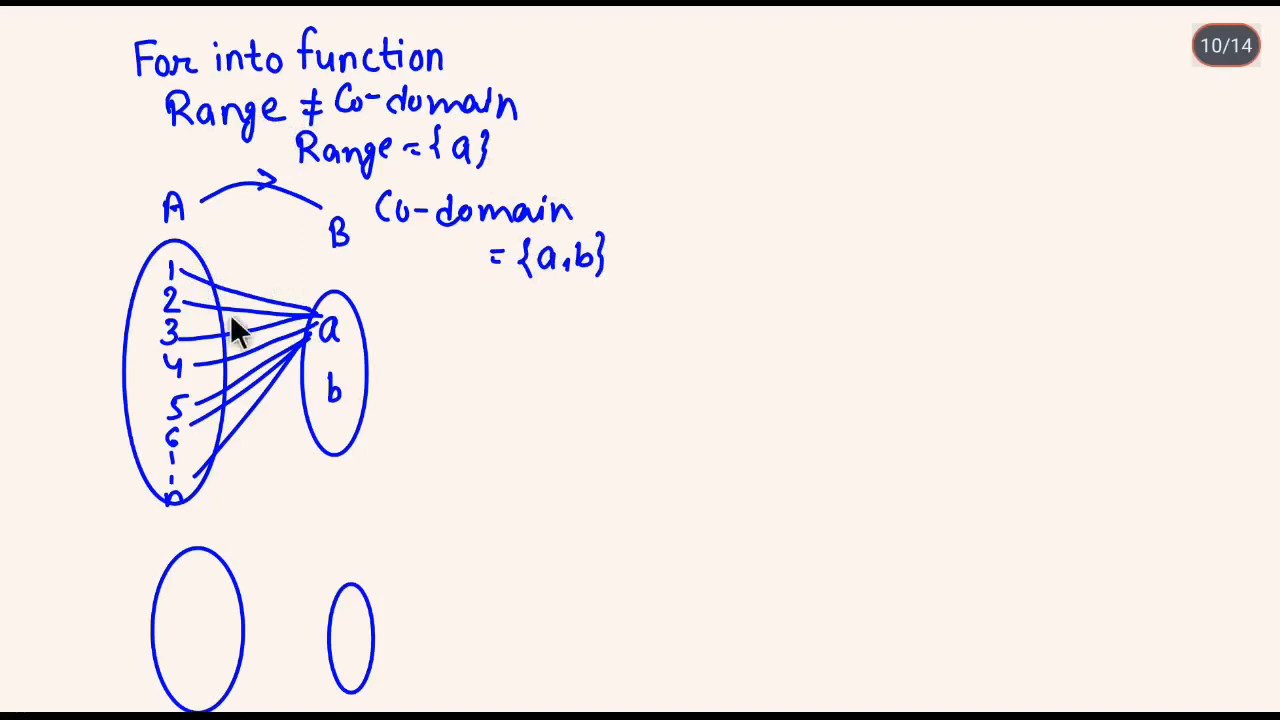 10/14
For into function
Range ≠ Co-domain
Range = {a}
A
B
Co-domain
= {a,b}
1
2
3
4
5
6
n
a
b